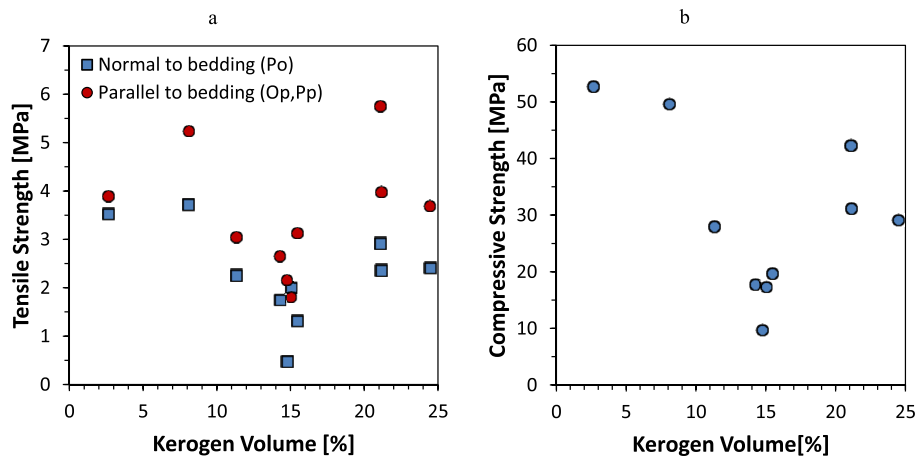 a
7
6
5
4
3
2
1
0
Tensile Strength [MPa]
Normal to bedding (Po)
Parallel to bedding (Op,Pp)
0 5 10 15 20 25
Kerogen Volume [%]
b
60
50
40
30
20
10
0
Compressive Strength [MPa]
0 5 10 15 20 25
Kerogen Volume[%]